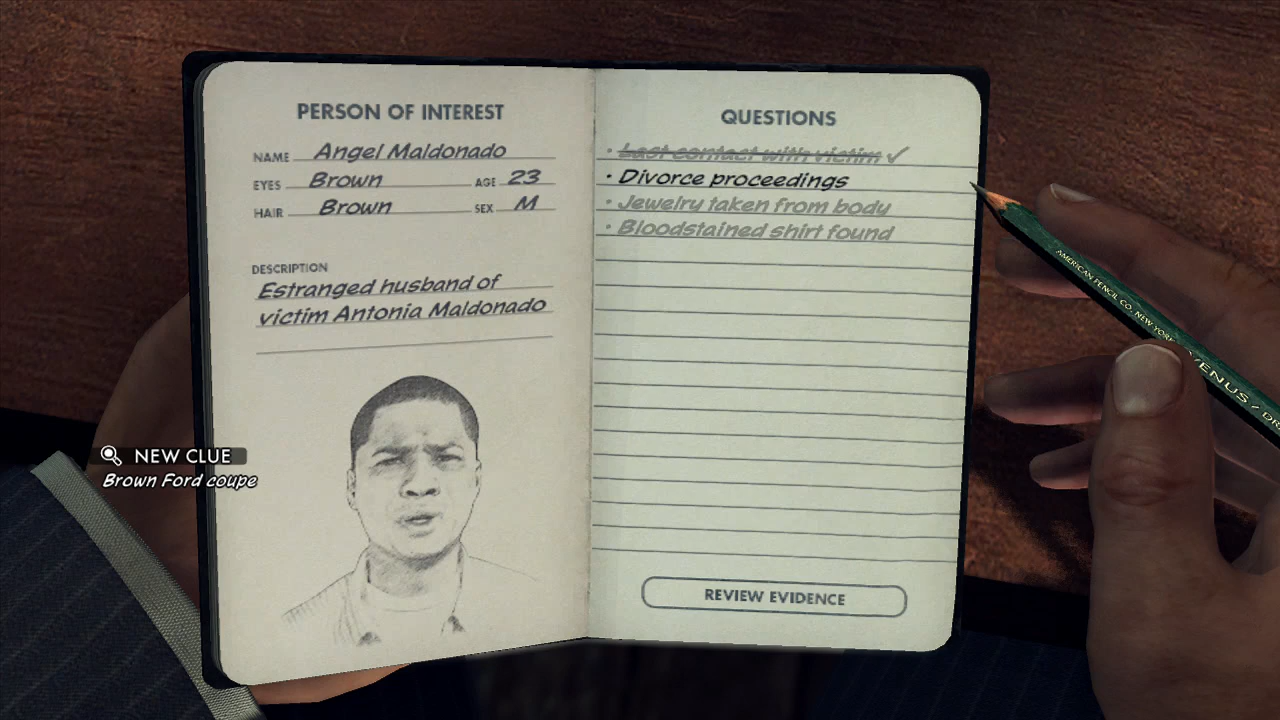 PERSON OF INTEREST
NAME Angel Maldonado
EYES Brown AGE 23
HAIR Brown SEX M
DESCRIPTION
Estranged husband of
victim Antonia Maldonado
NEW CLUE
Brown Ford coupe
QUESTIONS
• Last contact with victim ✓
• Divorce proceedings
• Jewelry taken from body
• Bloodstained shirt found
REVIEW EVIDENCE
AMERICAN PENCIL CO. NEW YORK VENUS / DR